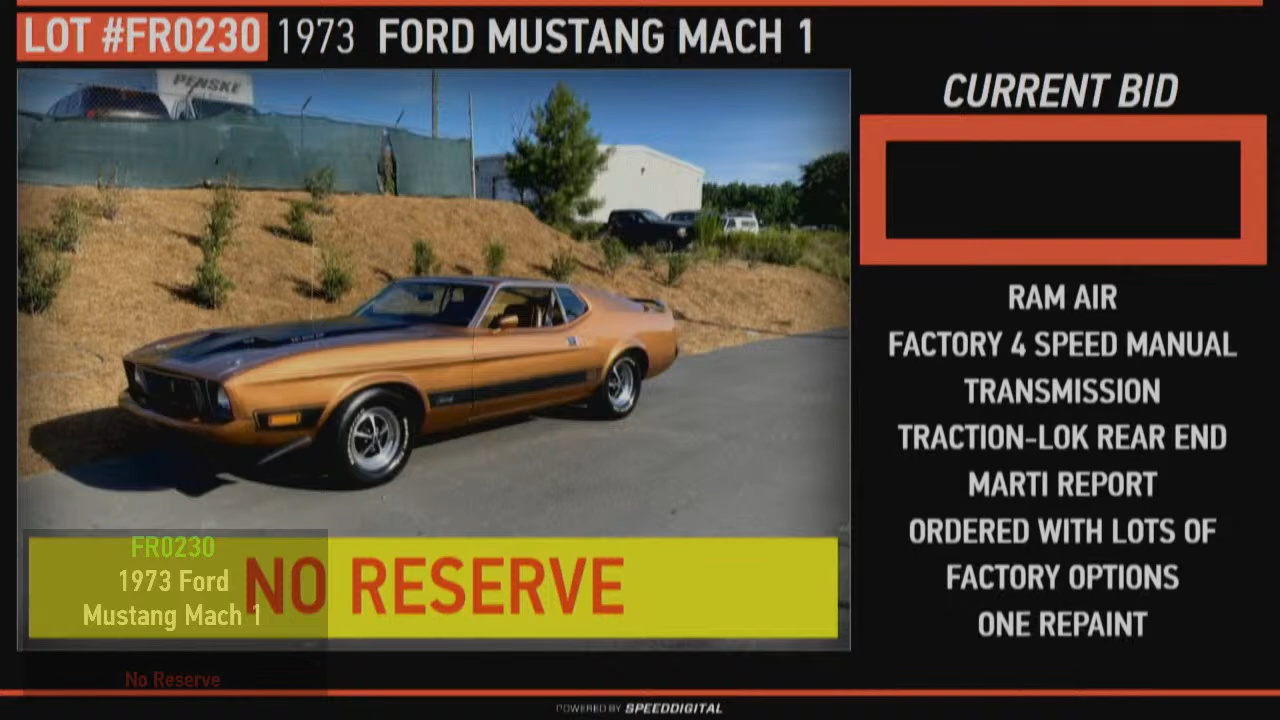 LOT #FR0230 1973 FORD MUSTANG MACH 1
PENSKE
CURRENT BID
RAM AIR
FACTORY 4 SPEED MANUAL
TRANSMISSION
TRACTION-LOK REAR END
MARTI REPORT
ORDERED WITH LOTS OF
FACTORY OPTIONS
ONE REPAINT
NO RESERVE
FR0230
1973 Ford
Mustang Mach 1
No Reserve
POWERED BY SPEEDDIGITAL